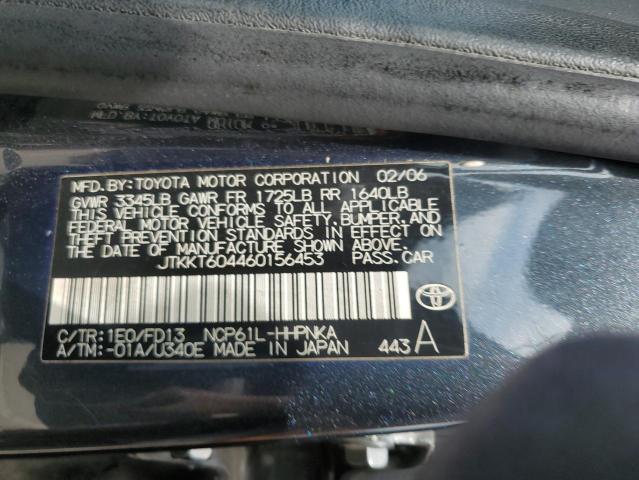 MFD.BY:TOYOTA MOTOR CORPORATION 02/06
GVWR 3345LB GAWR FR 1725LB RR 1640LB
THIS VEHICLE CONFORMS TO ALL APPLICABLE
FEDERAL MOTOR VEHICLE SAFETY,BUMPER,AND
THEFT PREVENTION STANDARDS IN EFFECT ON
THE DATE OF MANUFACTURE SHOWN ABOVE.
JTKKT604460156453 PASS.CAR
C/TR:1E0/FD13 NCP61L-HHPNKA
A/TM:-01A/U340E MADE IN JAPAN 443 A